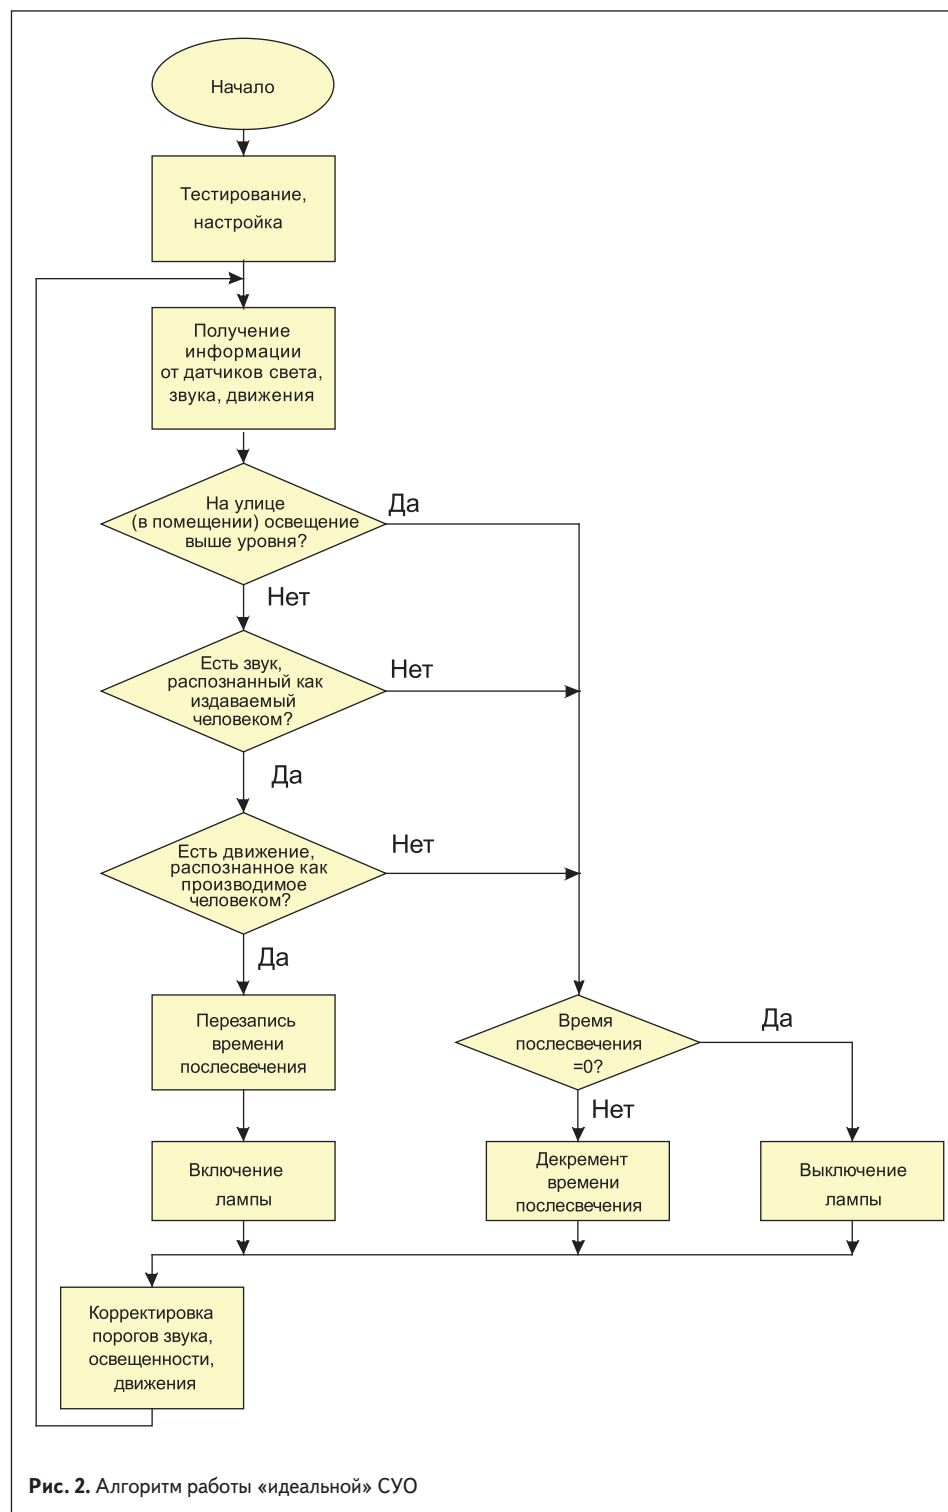 Начало
Тестирование,
настройка
Получение
информации
от датчиков света,
звука, движения
На улице
(в помещении) освещение
выше уровня?
Да
Нет
Есть звук,
распознанный как
издаваемый
человеком?
Нет
Да
Есть движение,
распознанное как
производимое
человеком?
Нет
Да
Перезапись
времени
послесвечения
Время
послесвечения
=0?
Да
Нет
Включение
лампы
Декремент
времени
послесвечения
Выключение
лампы
Корректировка
порогов звука,
освещенности,
движения
Рис. 2. Алгоритм работы «идеальной» СУО